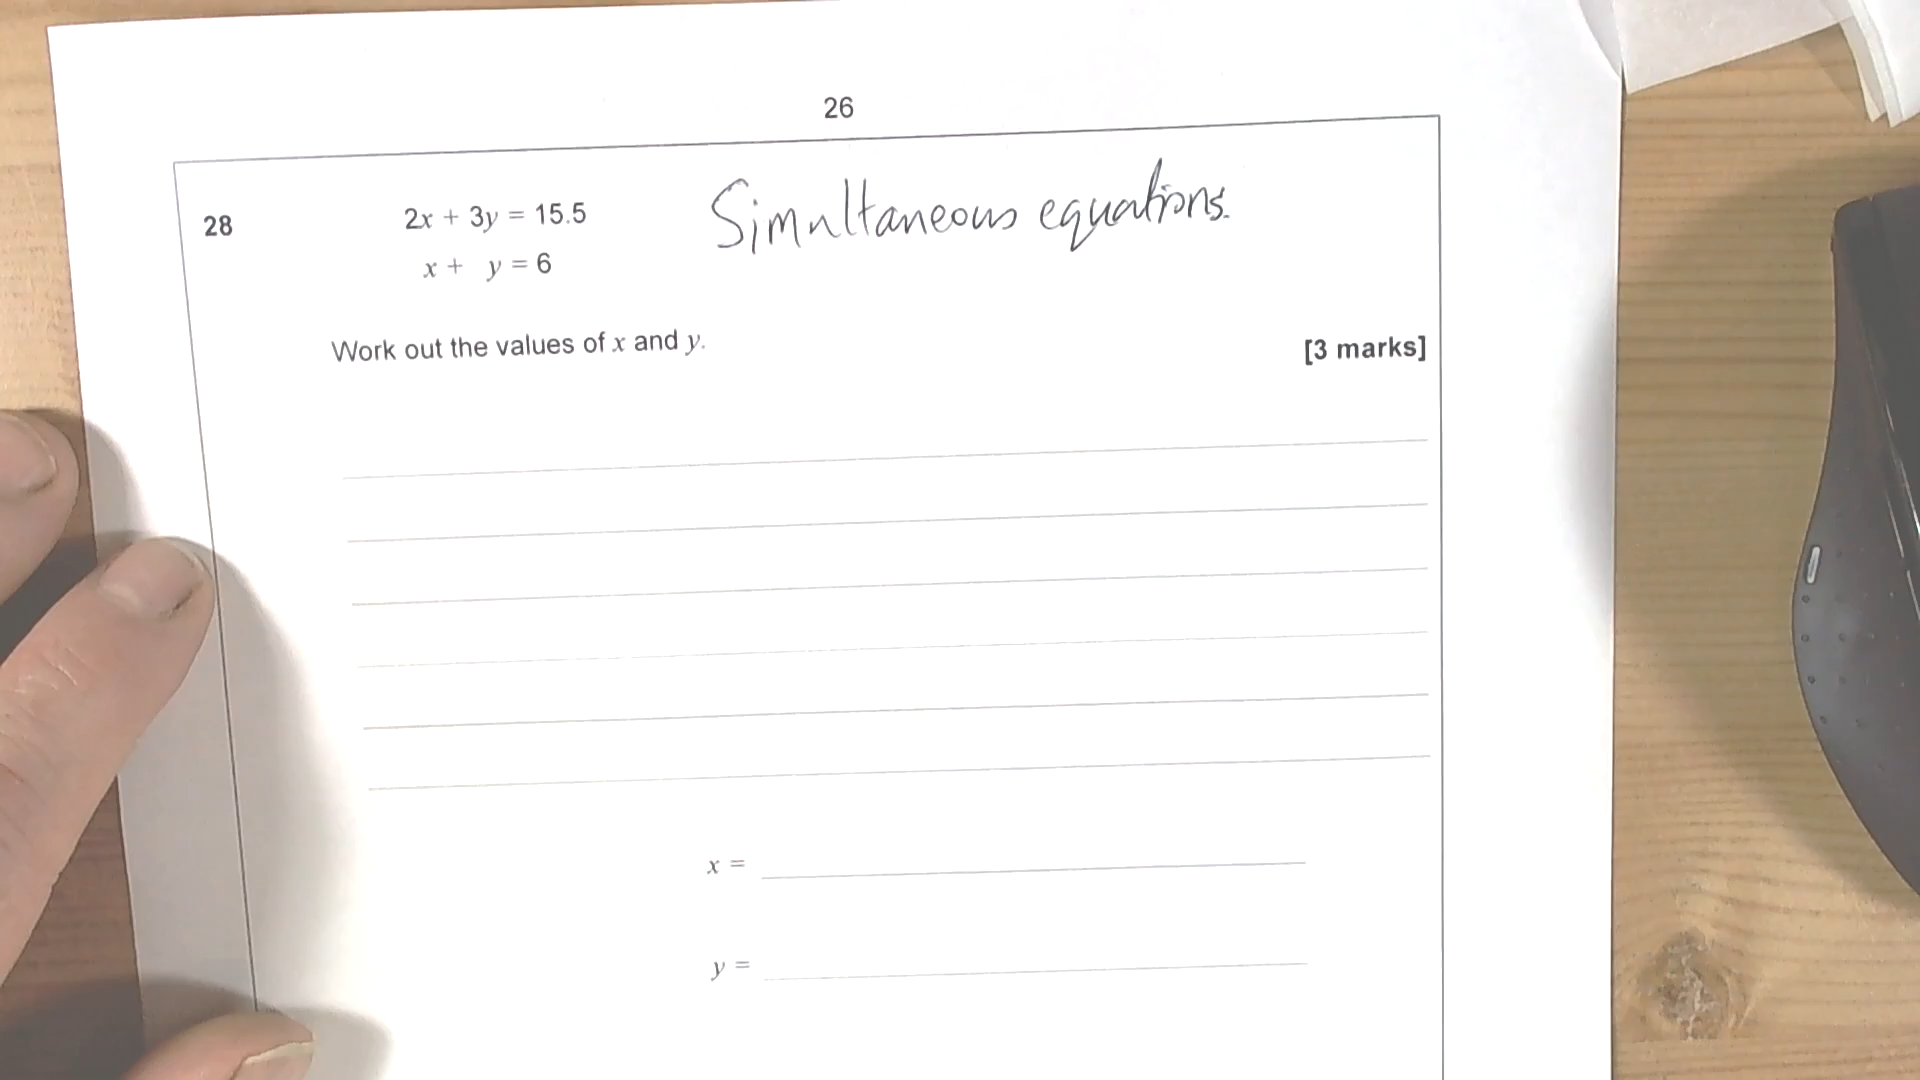 26
28 2x + 3y = 15.5 Simultaneous equations.
x + y = 6
Work out the values of x and y.
[3 marks]
x =
y =